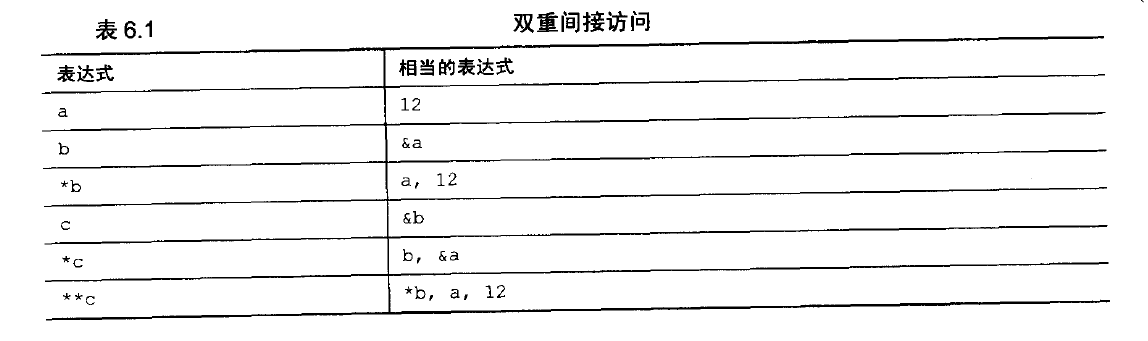 表 6.1 双重间接访问
表达式 相当的表达式
a 12
b &a
*b a, 12
c &b
*c b, &a
**c *b, a, 12